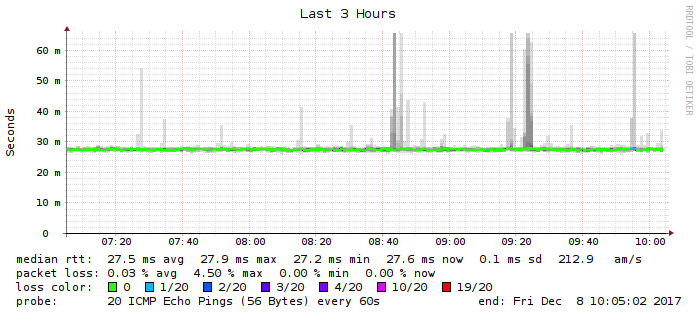 Last 3 Hours
RRDTOOL / TOBI OETIKER
Seconds
60 m
50 m
40 m
30 m
20 m
10 m
0
07:20 07:40 08:00 08:20 08:40 09:00 09:20 09:40 10:00
median rtt: 27.5 ms avg 27.9 ms max 27.2 ms min 27.6 ms now 0.1 ms sd 212.9 am/s
packet loss: 0.03 % avg 4.50 % max 0.00 % min 0.00 % now
loss color: 0 1/20 2/20 3/20 4/20 10/20 19/20
probe: 20 ICMP Echo Pings (56 Bytes) every 60s end: Fri Dec 8 10:05:02 2017